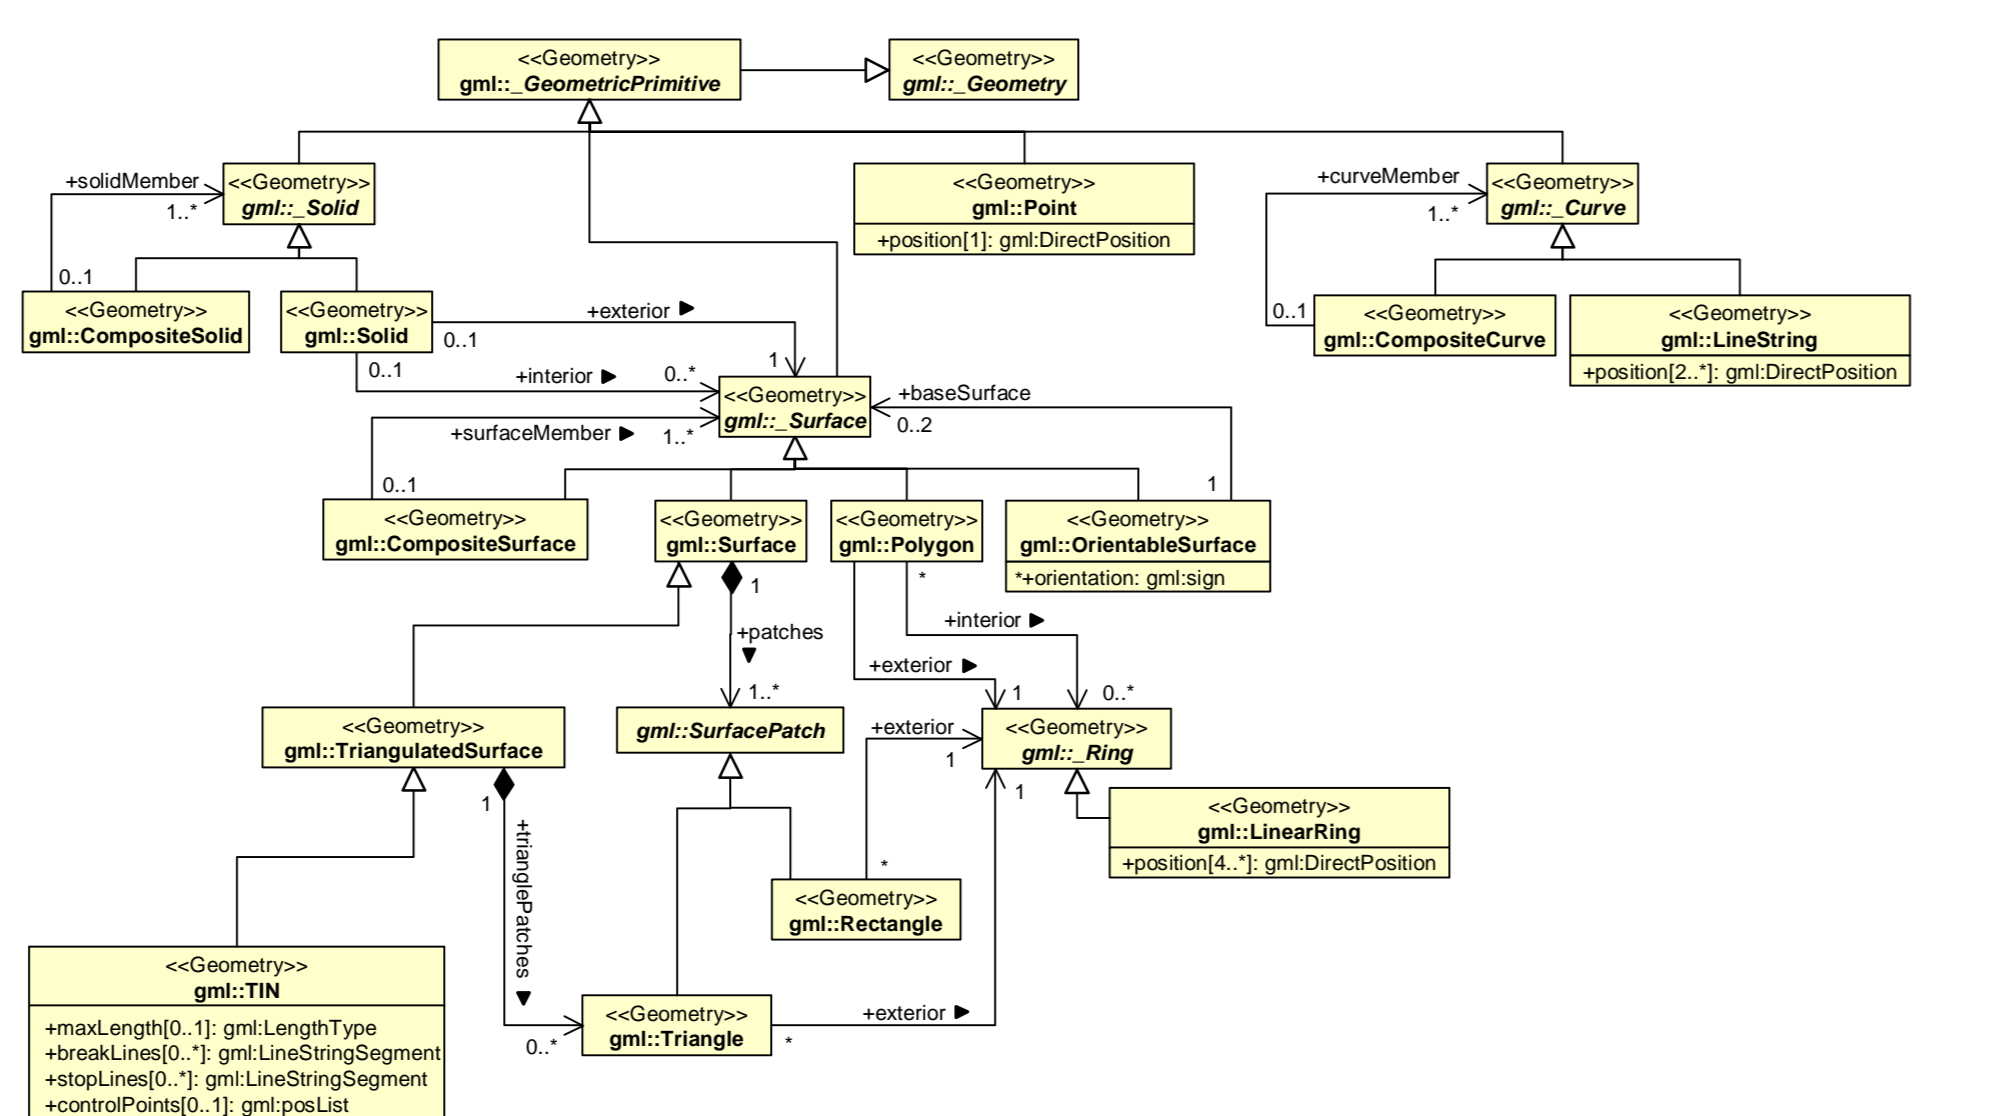 <<Geometry>>
gml::_GeometricPrimitive
<<Geometry>>
gml::_Geometry
+solidMember
1..*
<<Geometry>>
gml::_Solid
<<Geometry>>
gml::Point
+position[1]: gml:DirectPosition
+curveMember
1..*
<<Geometry>>
gml::_Curve
0..1
<<Geometry>>
gml::CompositeSolid
<<Geometry>>
gml::Solid
+exterior
0..1
1
0..1
+interior
0..*
0..1
<<Geometry>>
gml::CompositeCurve
<<Geometry>>
gml::LineString
+position[2..*]: gml:DirectPosition
<<Geometry>>
gml::_Surface
+baseSurface
0..2
+surfaceMember
1..*
0..1
1
<<Geometry>>
gml::CompositeSurface
<<Geometry>>
gml::Surface
<<Geometry>>
gml::Polygon
<<Geometry>>
gml::OrientableSurface
*+orientation: gml:sign
1
*
+patches
1..*
+interior
+exterior
1
0..*
<<Geometry>>
gml::TriangulatedSurface
gml::SurfacePatch
+exterior
1
<<Geometry>>
gml::_Ring
1
1
+trianglePatches
<<Geometry>>
gml::LinearRing
+position[4..*]: gml:DirectPosition
*
<<Geometry>>
gml::Rectangle
<<Geometry>>
gml::TIN
+maxLength[0..1]: gml:LengthType
+breakLines[0..*]: gml:LineStringSegment
+stopLines[0..*]: gml:LineStringSegment
+controlPoints[0..1]: gml:posList
0..*
<<Geometry>>
gml::Triangle
+exterior
*